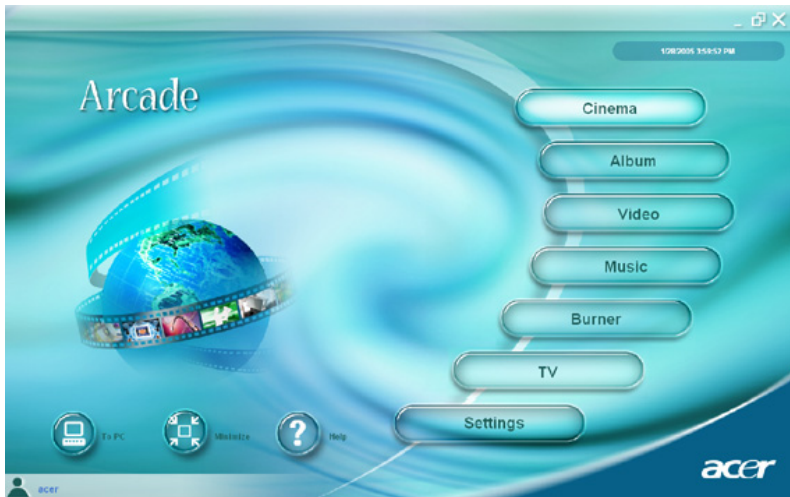 1/28/2005 3:58:52 PM
Arcade
Cinema
Album
Video
Music
Burner
TV
Settings
To PC
Minimize
Help
acer
acer